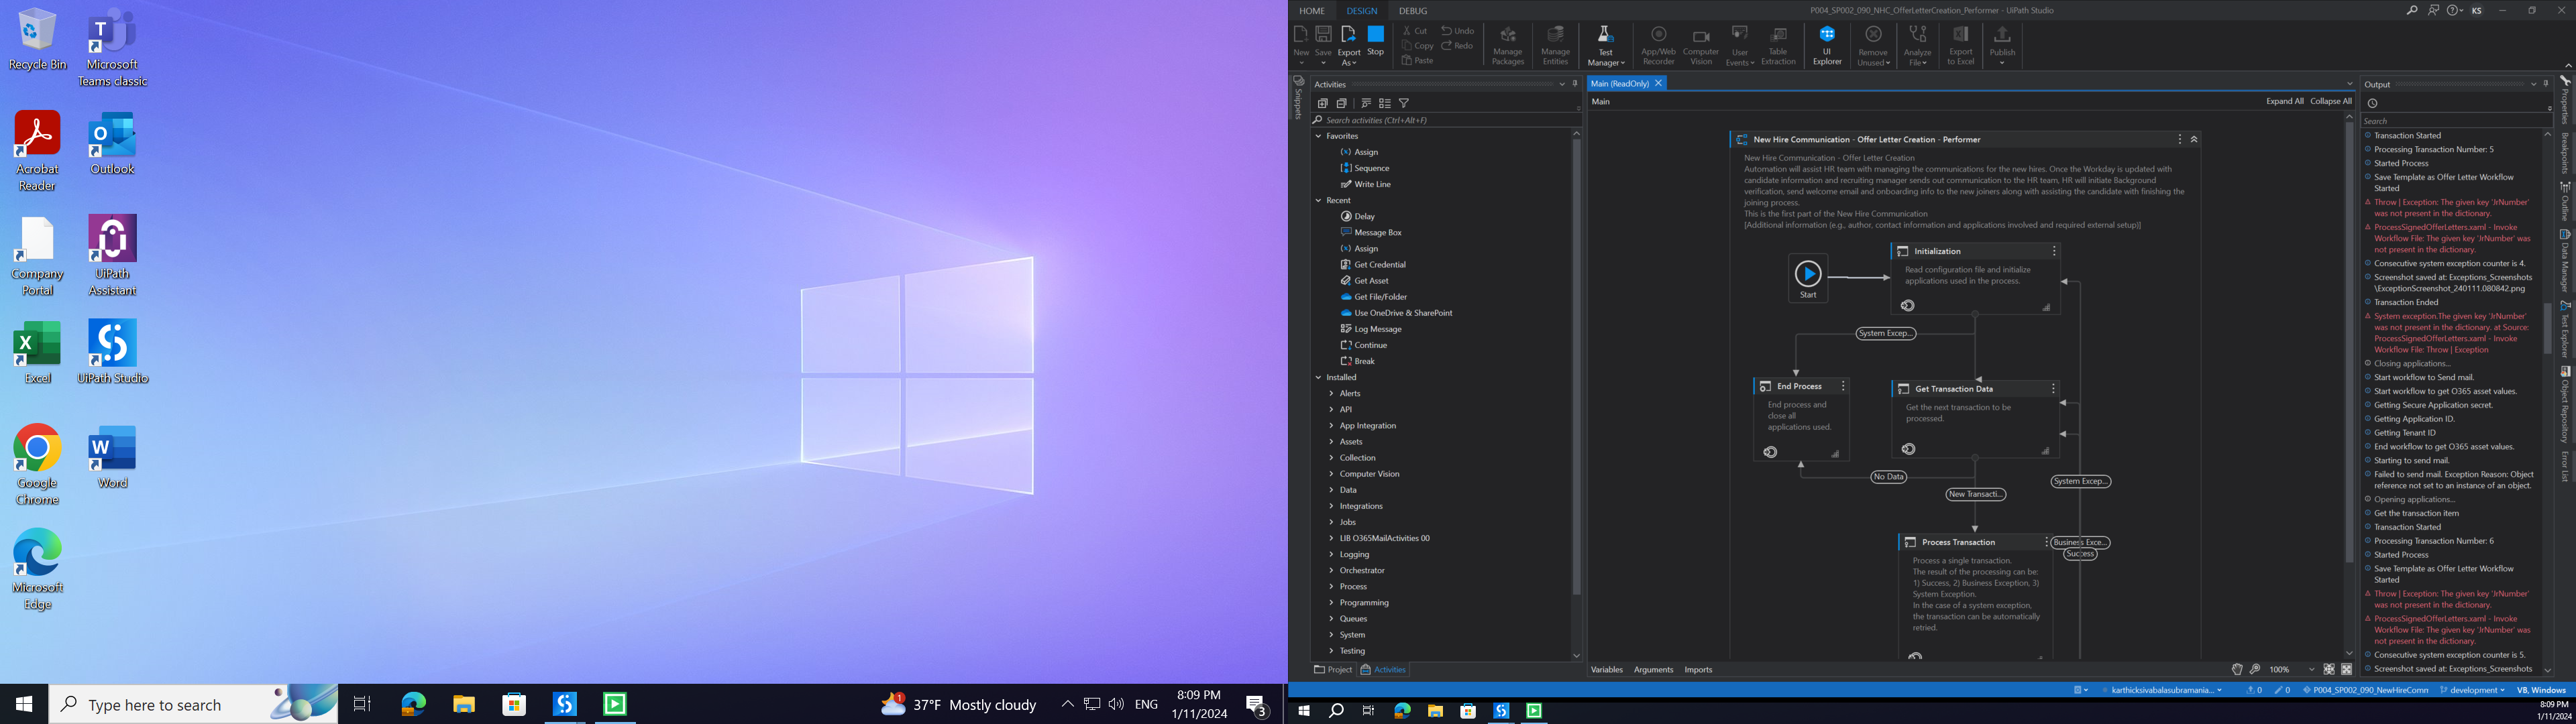 Recycle Bin
Microsoft
Teams classic
Acrobat
Reader
Outlook
Company
Portal
UiPath
Assistant
Excel
UiPath Studio
Google
Chrome
Word
Microsoft
Edge
Type here to search
1
37°F Mostly cloudy
ENG
8:09 PM
1/11/2024
3
HOME DESIGN DEBUG
P004_SP002_090_NHC_OfferLetterCreation_Performer - UiPath Studio
KS
New
Save
Export
As
Stop
Cut
Copy
Paste
Undo
Redo
Manage
Packages
Manage
Entities
Test
Manager
App/Web
Recorder
Computer
Vision
User
Events
Table
Extraction
UI
Explorer
Remove
Unused
Analyze
File
Export
to Excel
Publish
Snippets
Activities
Search activities (Ctrl+Alt+F)
Favorites
Assign
Sequence
Write Line
Recent
Delay
Message Box
Assign
Get Credential
Get Asset
Get File/Folder
Use OneDrive & SharePoint
Log Message
Continue
Break
Installed
Alerts
API
App Integration
Assets
Collection
Computer Vision
Data
Integrations
Jobs
LIB O365MailActivities 00
Logging
Orchestrator
Process
Programming
Queues
System
Testing
Project Activities
Main (ReadOnly)
Main
Expand All Collapse All
New Hire Communication - Offer Letter Creation - Performer
New Hire Communication - Offer Letter Creation
Automation will assist HR team with managing the communications for the new hires. Once the Workday is updated with
candidate information and recruiting manager sends out communication to the HR team, HR will initiate Background
verification, send welcome email and onboarding info to the new joiners along with assisting the candidate with finishing the
joining process.
This is the first part of the New Hire Communication
[Additional information (e.g., author, contact information and applications involved and required external setup)]
Start
Initialization
Read configuration file and initialize
applications used in the process.
System Excep...
End Process
End process and
close all
applications used.
Get Transaction Data
Get the next transaction to be
processed.
No Data
New Transacti...
System Excep...
Business Exce...
Success
Process Transaction
Process a single transaction.
The result of the processing can be:
1) Success, 2) Business Exception, 3)
System Exception.
In the case of a system exception,
the transaction can be automatically
retried.
Variables Arguments Imports
100%
Output
Search
Transaction Started
Processing Transaction Number: 5
Started Process
Save Template as Offer Letter Workflow
Started
Throw | Exception: The given key 'JrNumber'
was not present in the dictionary.
ProcessSignedOfferLetters.xaml - Invoke
Workflow File: The given key 'JrNumber' was
not present in the dictionary.
Consecutive system exception counter is 4.
Screenshot saved at: Exceptions_Screenshots
\ExceptionScreenshot_240111.080842.png
Transaction Ended
System exception.The given key 'JrNumber'
was not present in the dictionary. at Source:
ProcessSignedOfferLetters.xaml - Invoke
Workflow File: Throw | Exception
Closing applications...
Start workflow to Send mail.
Start workflow to get O365 asset values.
Getting Secure Application secret.
Getting Application ID.
Getting Tenant ID
End workflow to get O365 asset values.
Starting to send mail.
Failed to send mail. Exception Reason: Object
reference not set to an instance of an object.
Opening applications...
Get the transaction item
Transaction Started
Processing Transaction Number: 6
Started Process
Save Template as Offer Letter Workflow
Started
Throw | Exception: The given key 'JrNumber'
was not present in the dictionary.
ProcessSignedOfferLetters.xaml - Invoke
Workflow File: The given key 'JrNumber' was
not present in the dictionary.
Consecutive system exception counter is 5.
Screenshot saved at: Exceptions_Screenshots
Properties
Breakpoints
Outline
Data Manager
Test Explorer
Object Repository
Error List
karthicksivabalasubramania...
0
0
P004_SP002_090_NewHireComn
development
VB, Windows
8:09 PM
1/11/2024